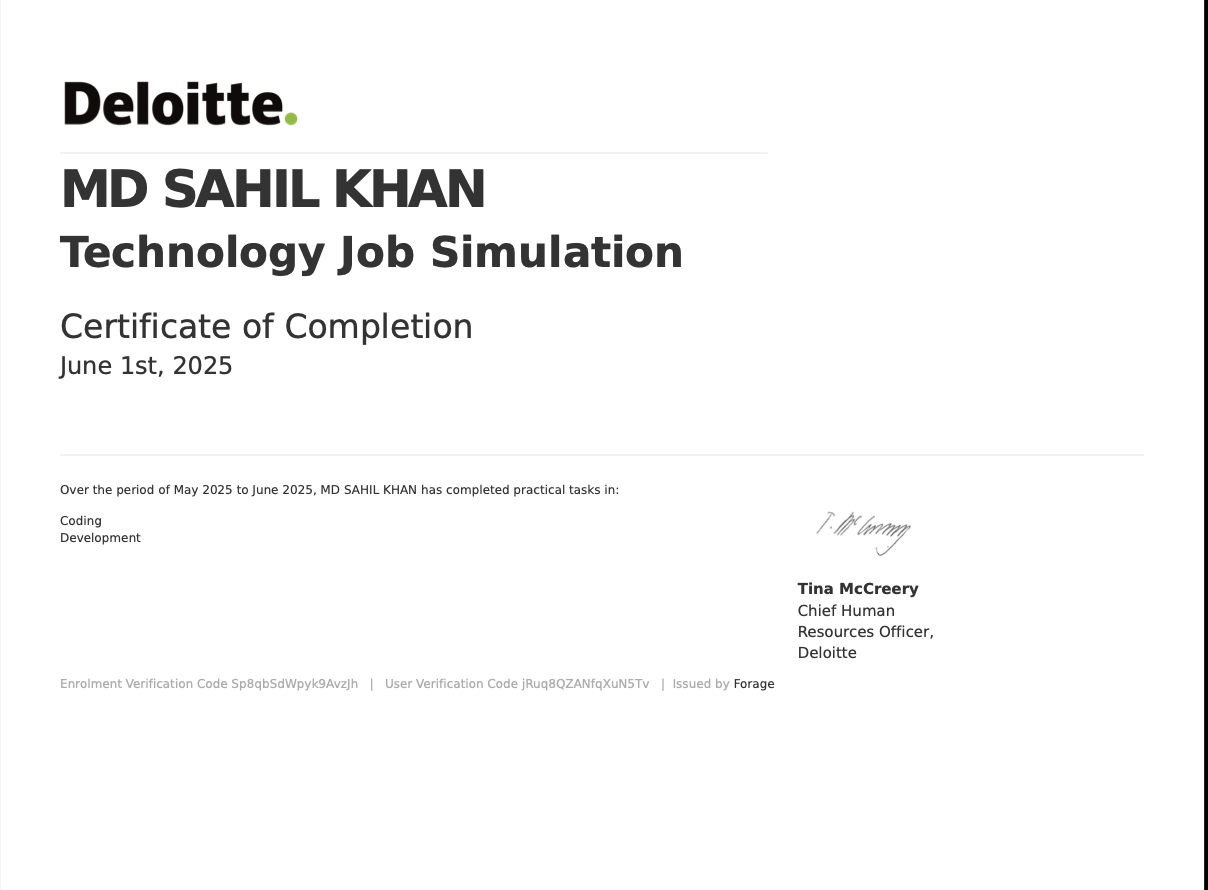 Deloitte.
MD SAHIL KHAN
Technology Job Simulation
Certificate of Completion
June 1st, 2025
Over the period of May 2025 to June 2025, MD SAHIL KHAN has completed practical tasks in:
Coding
Development
T. McCreery
Tina McCreery
Chief Human
Resources Officer,
Deloitte
Enrolment Verification Code Sp8qbSdWpyk9AvzJh | User Verification Code jRuq8QZANfqXuN5Tv | Issued by Forage